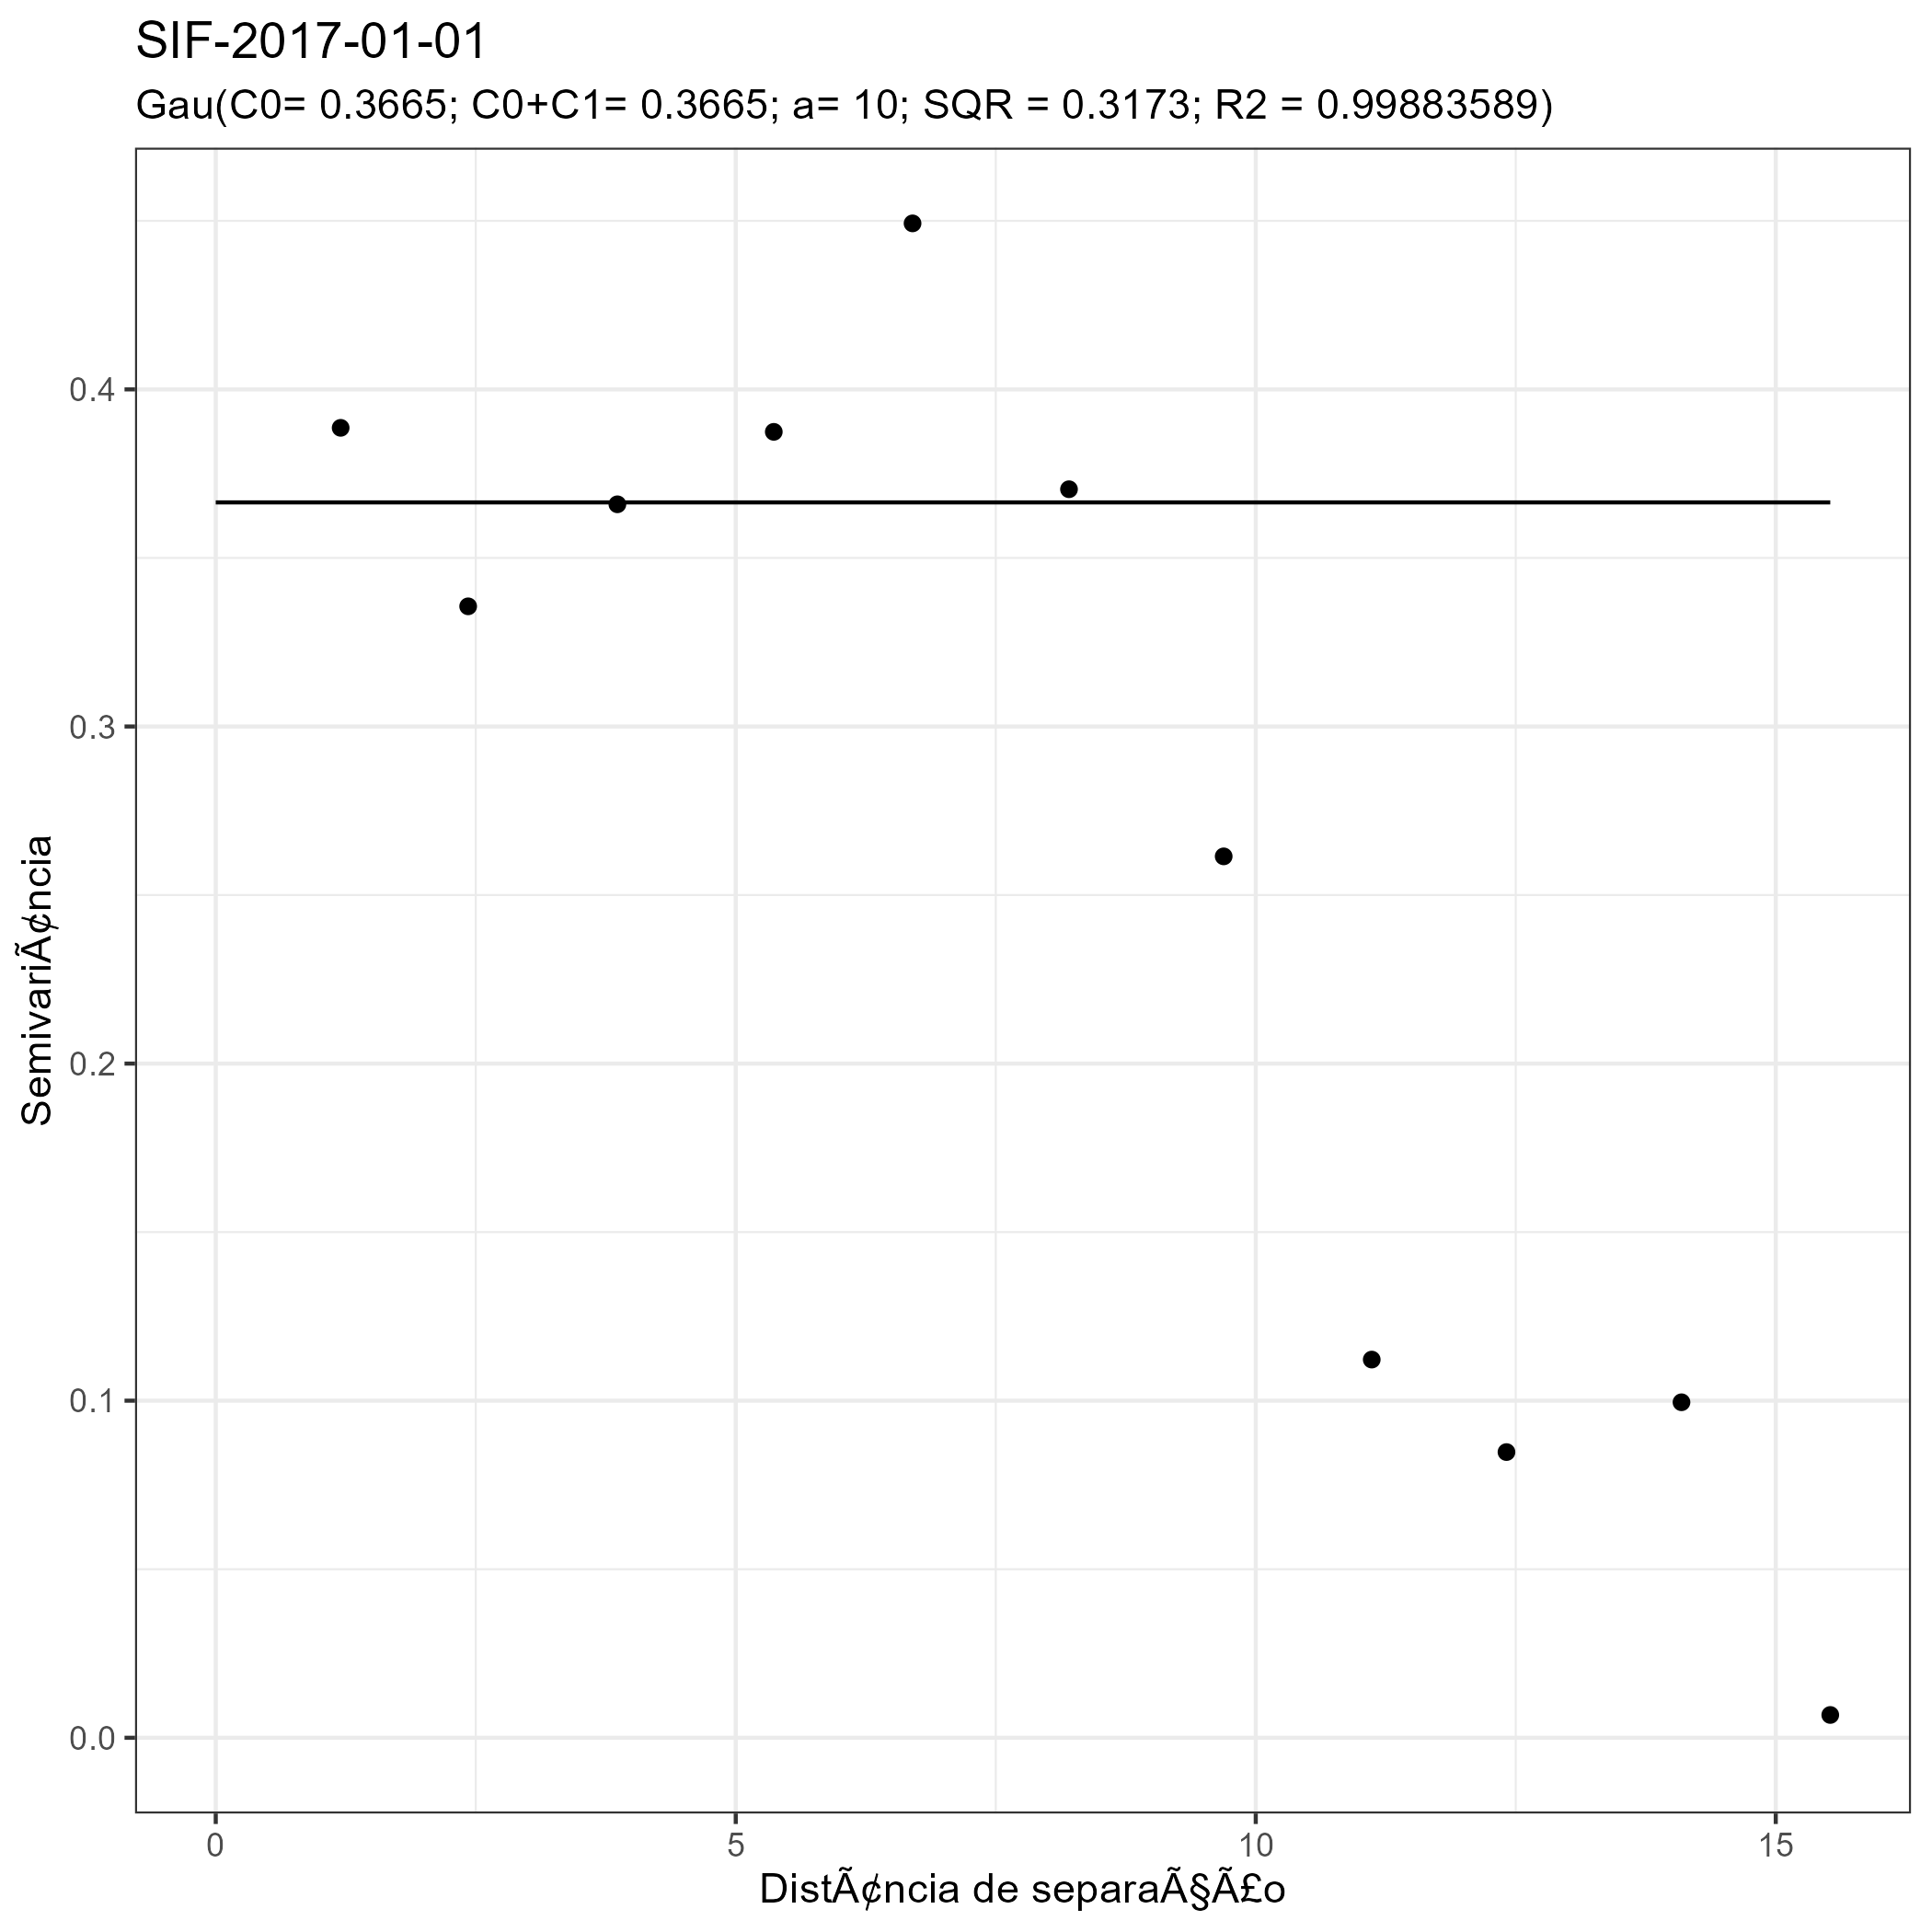 SIF-2017-01-01
Gau(C0= 0.3665; C0+C1= 0.3665; a= 10; SQR = 0.3173; R2 = 0.99883589)
SemivariÃ¢ncia
0.4
0.3
0.2
0.1
0.0
0 5 10 15
DistÃ¢ncia de separaÃ§Ã£o